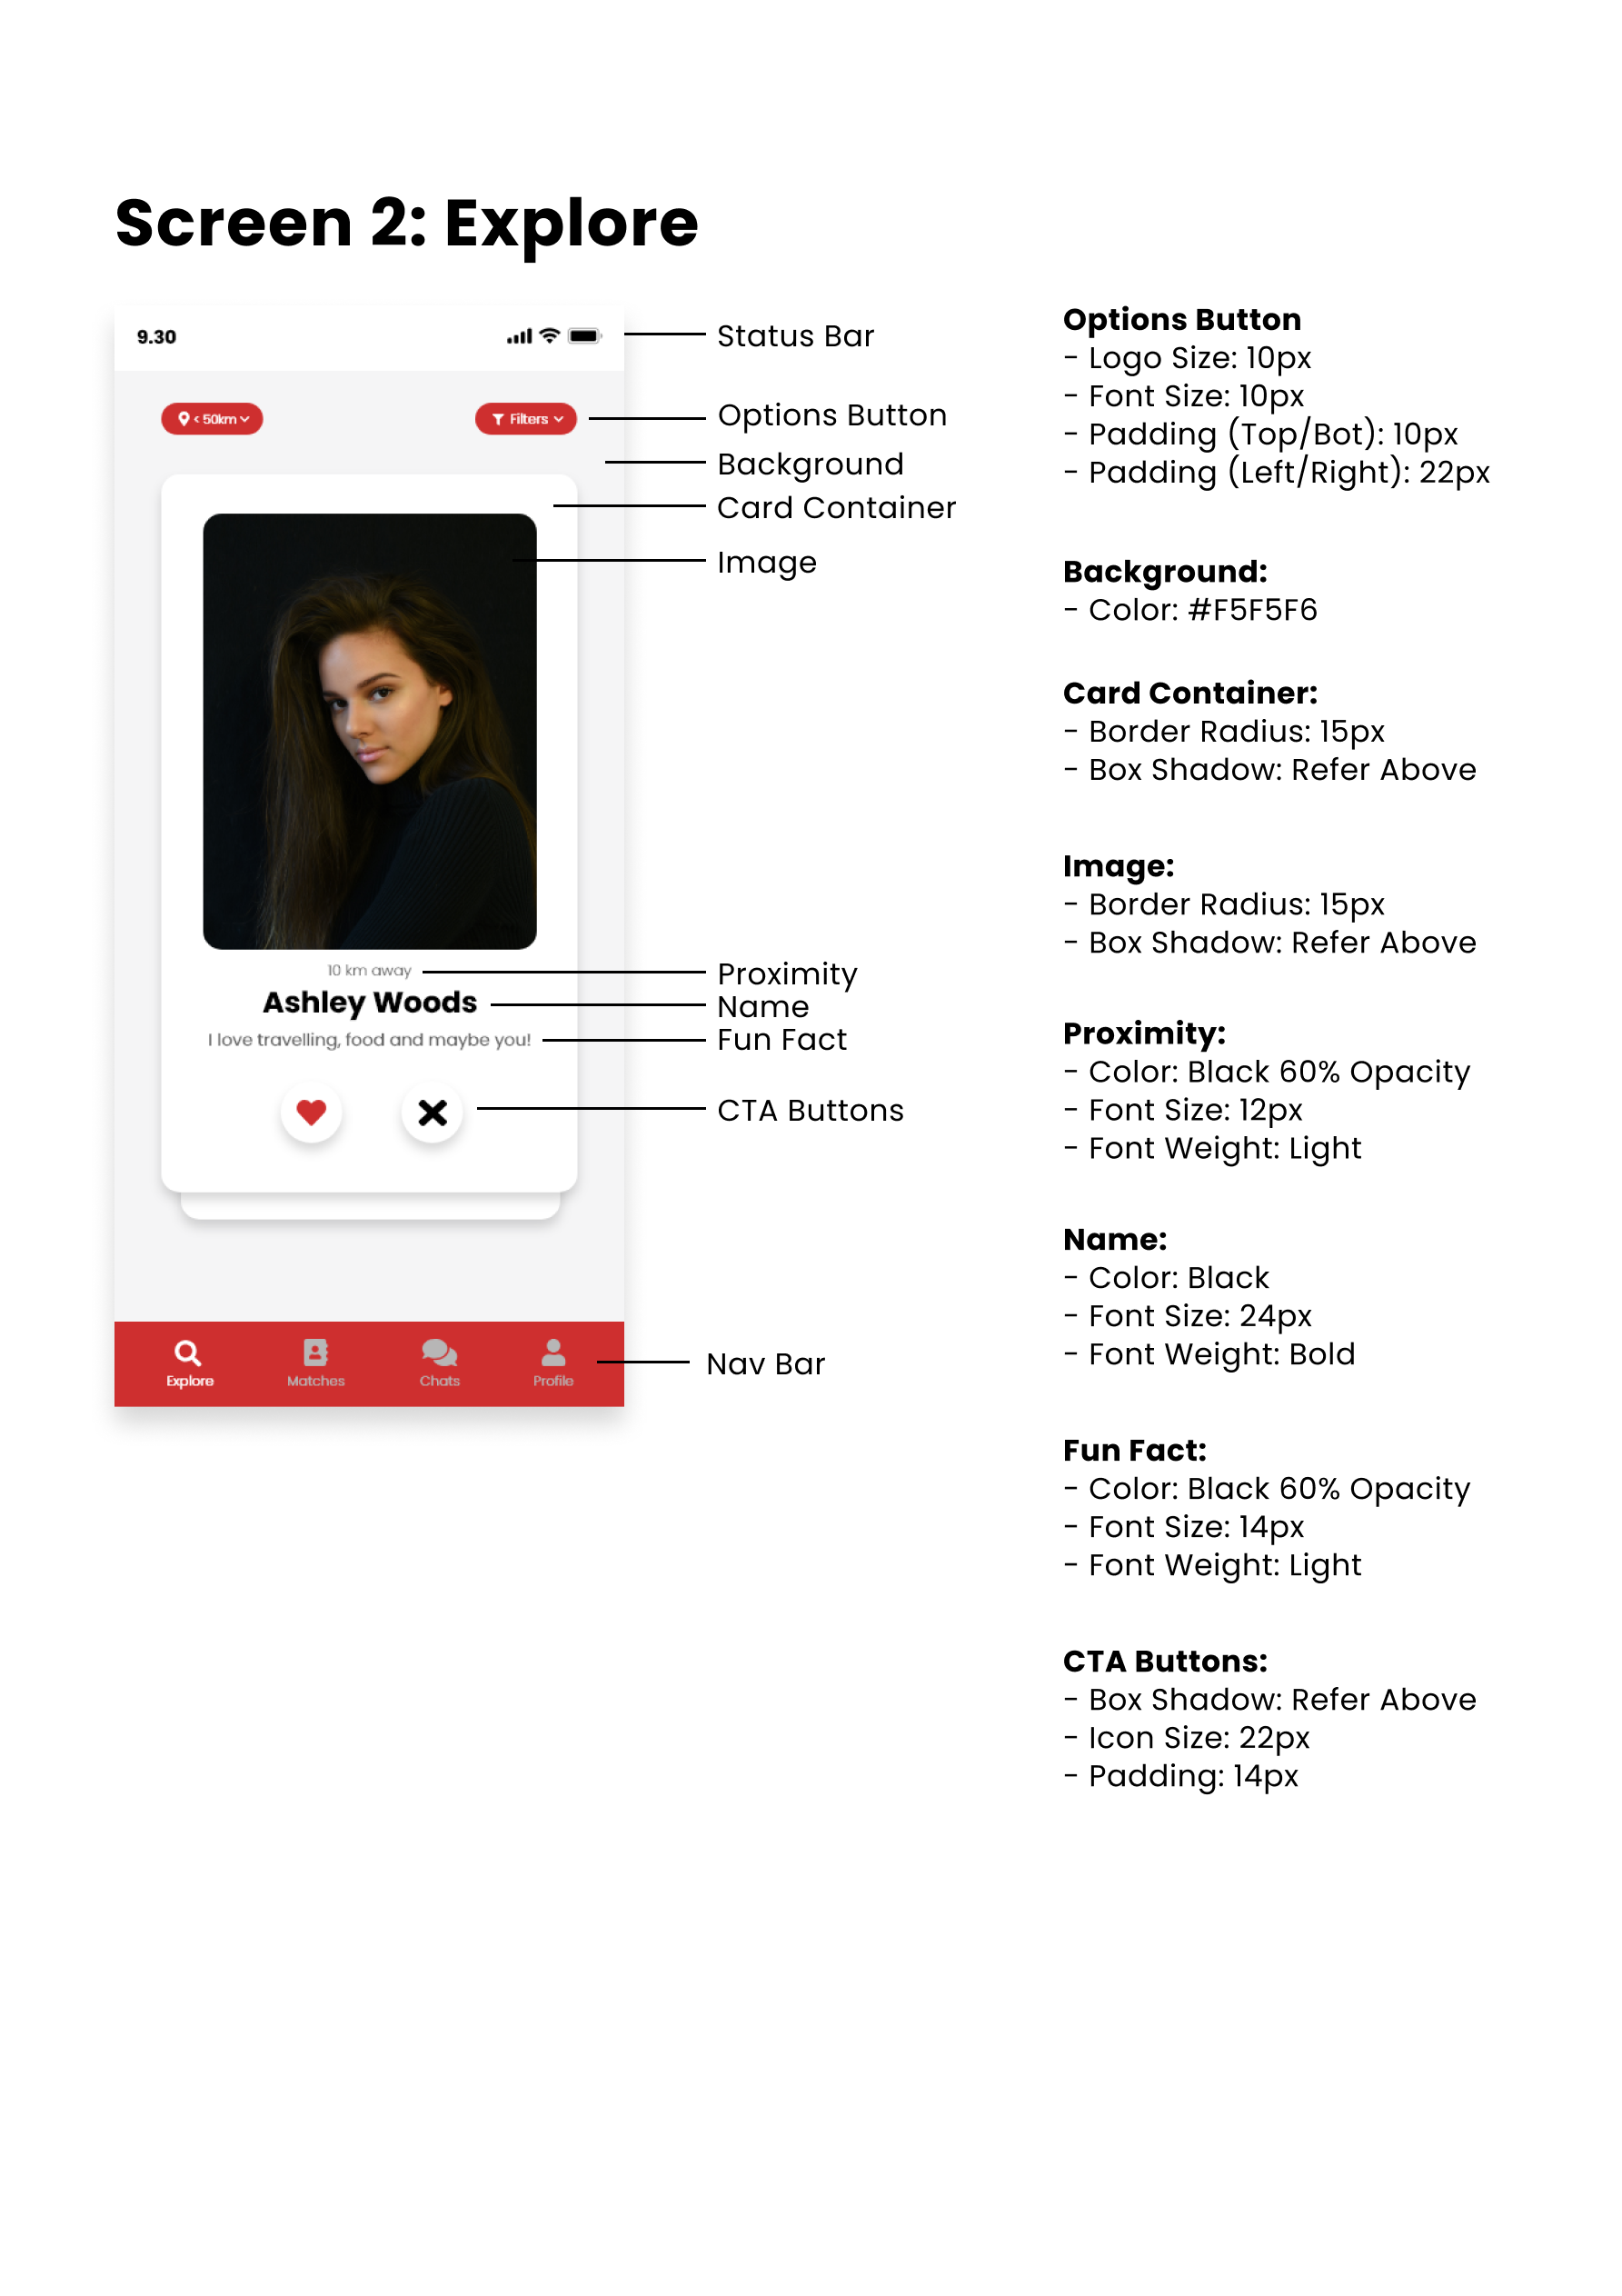 Screen 2: Explore
9.30
< 50km
Filters
10 km away
Ashley Woods
I love travelling, food and maybe you!
Explore
Matches
Chats
Profile
Status Bar
Options Button
Background
Card Container
Image
Proximity
Name
Fun Fact
CTA Buttons
Nav Bar
Options Button
- Logo Size: 10px
- Font Size: 10px
- Padding (Top/Bot): 10px
- Padding (Left/Right): 22px
Background:
- Color: #F5F5F6
Card Container:
- Border Radius: 15px
- Box Shadow: Refer Above
Image:
- Border Radius: 15px
- Box Shadow: Refer Above
Proximity:
- Color: Black 60% Opacity
- Font Size: 12px
- Font Weight: Light
Name:
- Color: Black
- Font Size: 24px
- Font Weight: Bold
Fun Fact:
- Color: Black 60% Opacity
- Font Size: 14px
- Font Weight: Light
CTA Buttons:
- Box Shadow: Refer Above
- Icon Size: 22px
- Padding: 14px